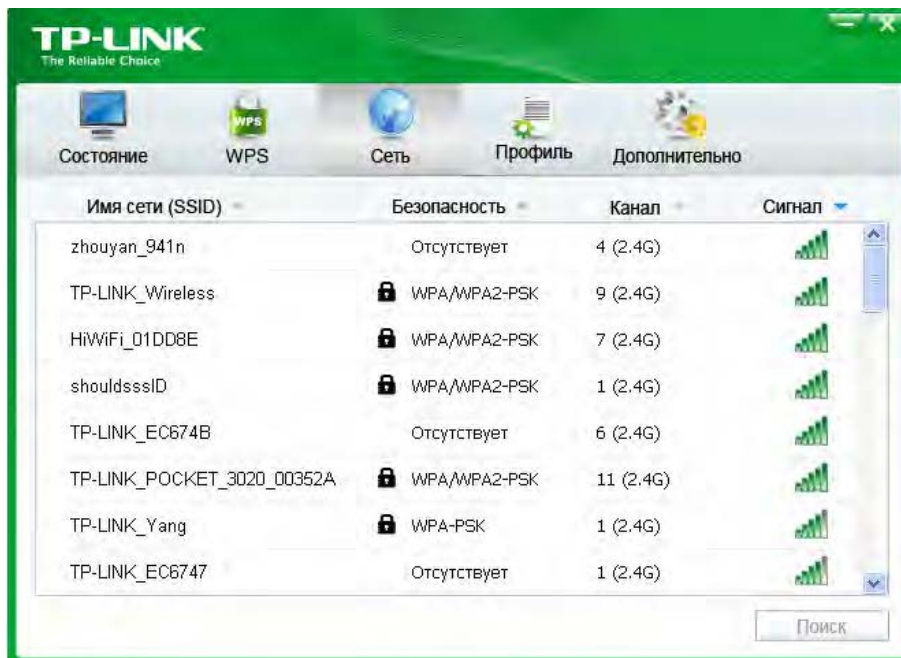 TP-LINK
The Reliable Choice
WPS
Состояние WPS Сеть Профиль Дополнительно
Имя сети (SSID) Безопасность Канал Сигнал
zhouyan_941n Отсутствует 4 (2.4G)
TP-LINK_Wireless WPA/WPA2-PSK 9 (2.4G)
HiWiFi_01DD8E WPA/WPA2-PSK 7 (2.4G)
shouldsssID WPA/WPA2-PSK 1 (2.4G)
TP-LINK_EC674B Отсутствует 6 (2.4G)
TP-LINK_POCKET_3020_00352A WPA/WPA2-PSK 11 (2.4G)
TP-LINK_Yang WPA-PSK 1 (2.4G)
TP-LINK_EC6747 Отсутствует 1 (2.4G)
Поиск